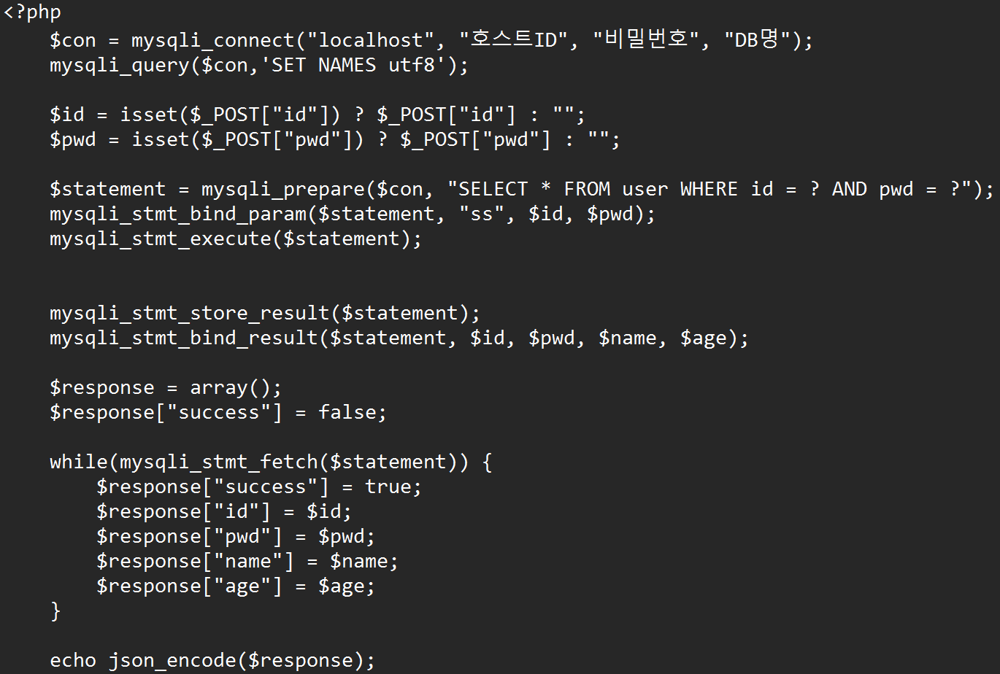 <?php
    $con = mysqli_connect("localhost", "호스트ID", "비밀번호", "DB명");
    mysqli_query($con,'SET NAMES utf8');

    $id = isset($_POST["id"]) ? $_POST["id"] : "";
    $pwd = isset($_POST["pwd"]) ? $_POST["pwd"] : "";

    $statement = mysqli_prepare($con, "SELECT * FROM user WHERE id = ? AND pwd = ?");
    mysqli_stmt_bind_param($statement, "ss", $id, $pwd);
    mysqli_stmt_execute($statement);


    mysqli_stmt_store_result($statement);
    mysqli_stmt_bind_result($statement, $id, $pwd, $name, $age);

    $response = array();
    $response["success"] = false;

    while(mysqli_stmt_fetch($statement)) {
        $response["success"] = true;
        $response["id"] = $id;
        $response["pwd"] = $pwd;
        $response["name"] = $name;
        $response["age"] = $age;
    }

    echo json_encode($response);